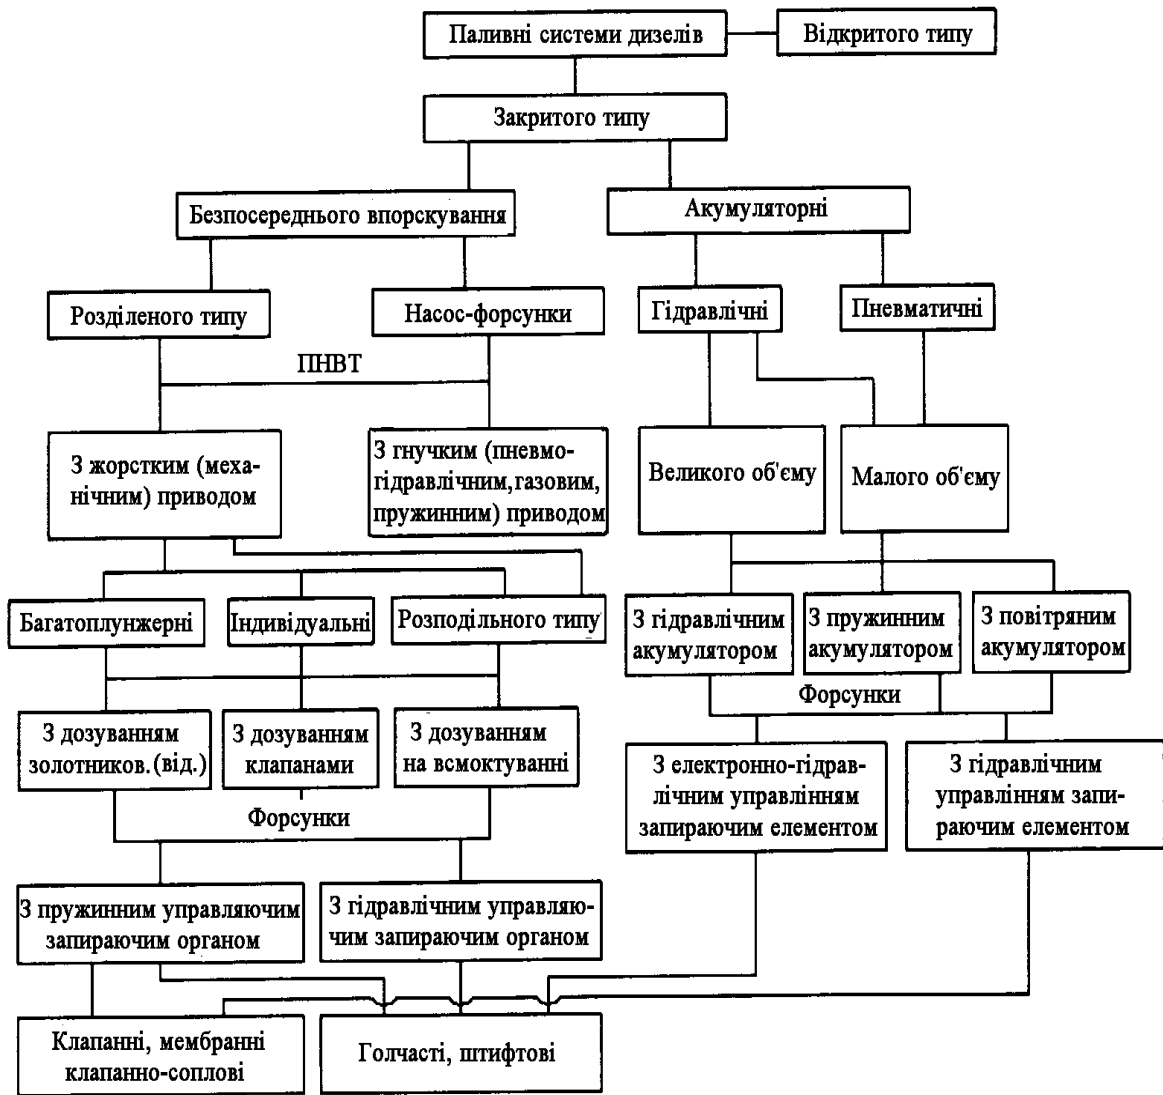 Паливні системи дизелів
Відкритого типу
Закритого типу
Безпосереднього впорскування
Акумуляторні
Розділеного типу
Насос-форсунки
Гідравлічні
Пневматичні
ПНВТ
З жорстким (меха-
нічним) приводом
З гнучким (пневмо-
гідравлічним, газовим,
пружинним) приводом
Великого об'єму
Малого об'єму
Багатоплунжерні
Індивідуальні
Розподільного типу
З гідравлічним
акумулятором
З пружинним
акумулятором
З повітряним
акумулятором
Форсунки
З дозуванням
золотников. (від.)
З дозуванням
клапанами
З дозуванням
на всмоктуванні
З електронно-гідрав-
лічним управлінням
запираючим елементом
З гідравлічним
управлінням запи-
раючим елементом
Форсунки
З пружинним управляючим
запираючим органом
З гідравлічним управляю-
чим запираючим органом
Клапанні, мембранні
клапанно-соплові
Голчасті, штифтові